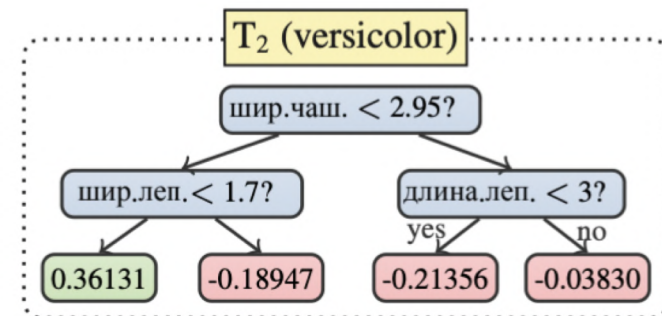 T₂ (versicolor)
шир.чаш. < 2.95?
шир.леп. < 1.7?
длина.леп. < 3?
yes
no
0.36131
-0.18947
-0.21356
-0.03830